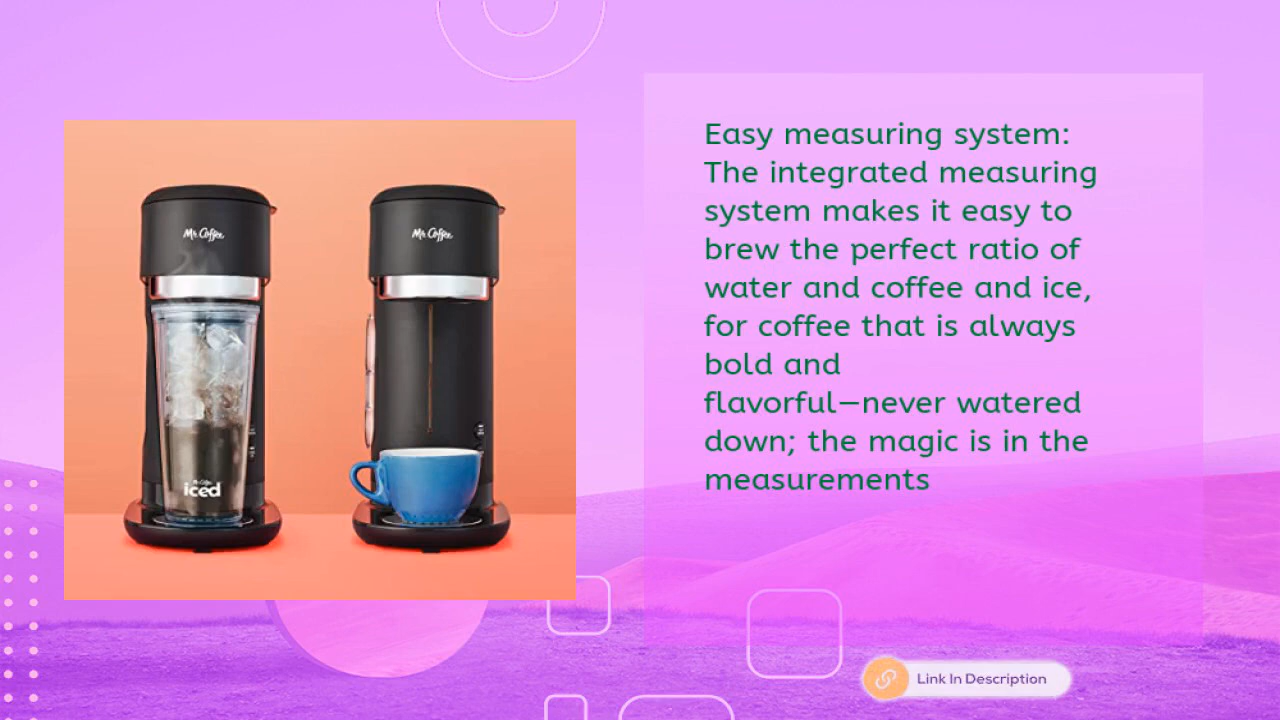 Mr. Coffee
Mr. Coffee
Mr. Coffee
iced
Easy measuring system:
The integrated measuring
system makes it easy to
brew the perfect ratio of
water and coffee and ice,
for coffee that is always
bold and
flavorful—never watered
down; the magic is in the
measurements
Link In Description